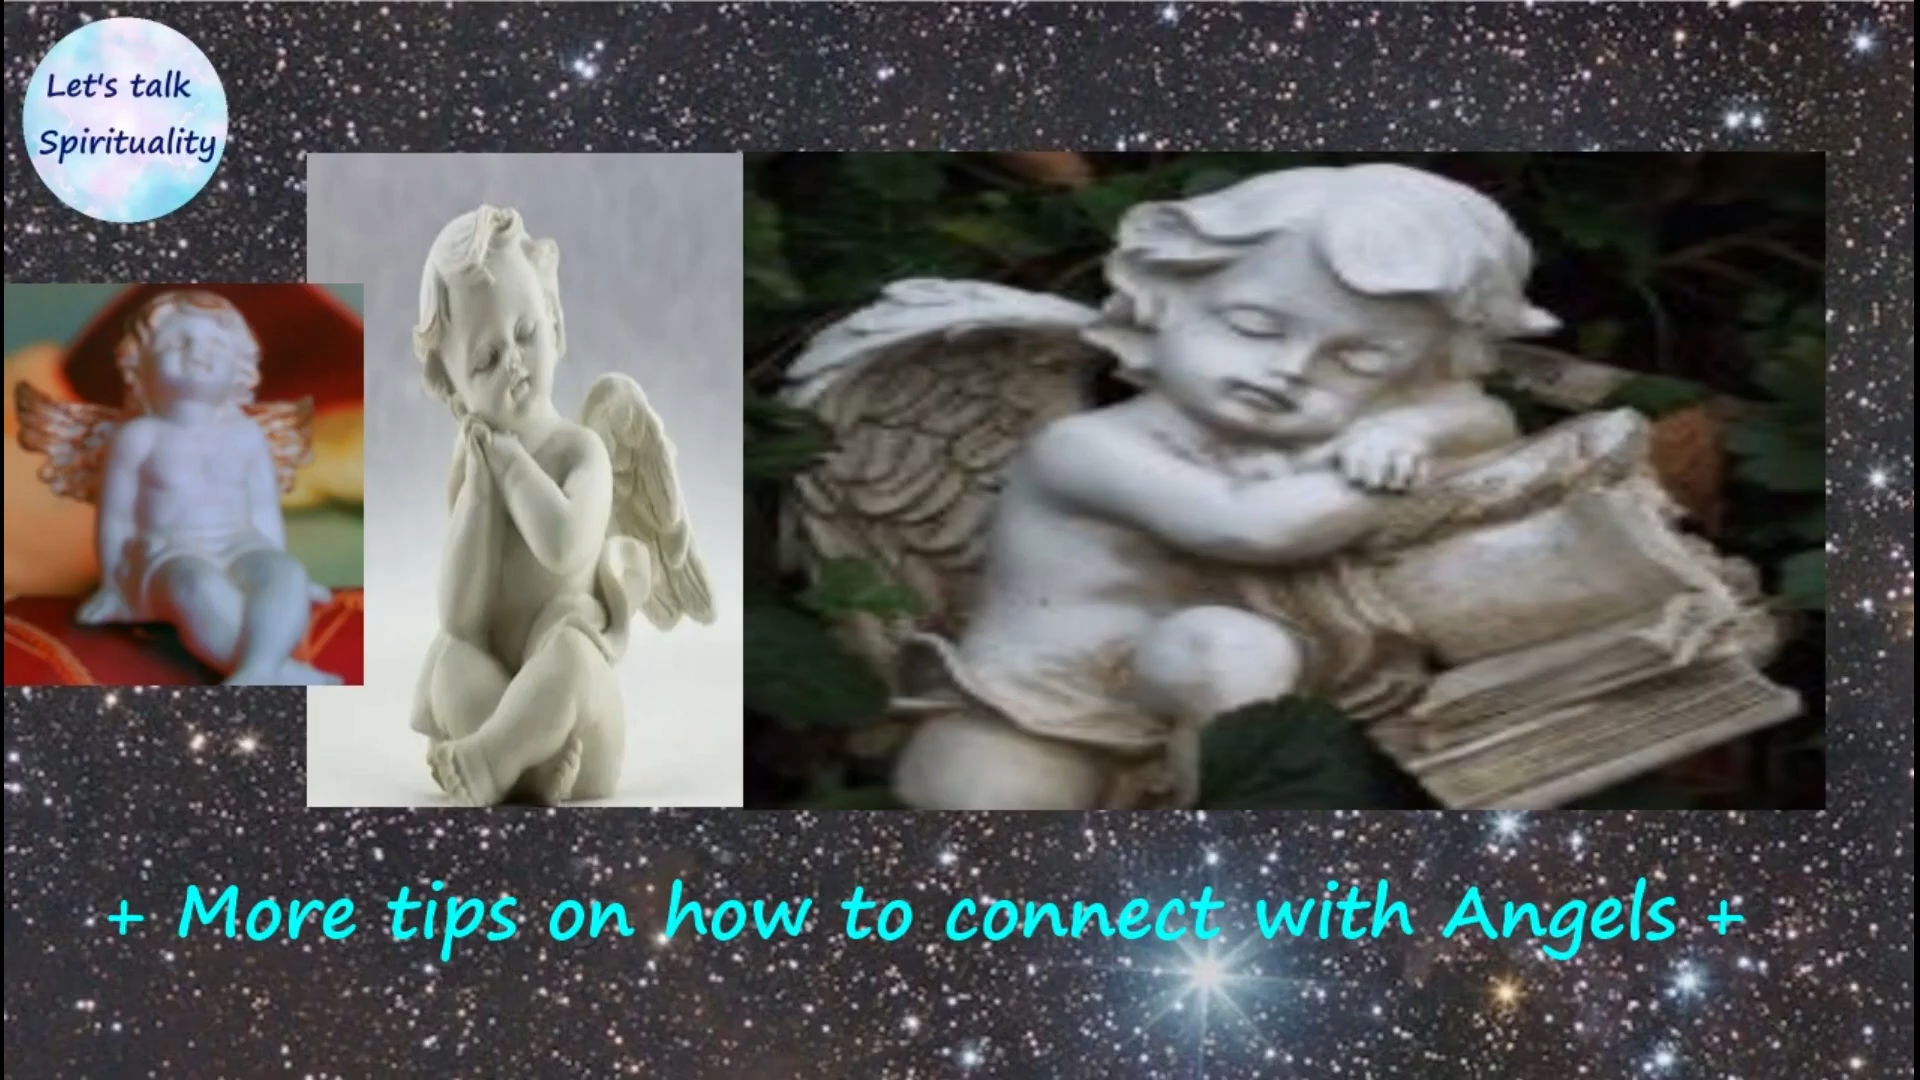 Let's talk
Spirituality
+ More tips on how to connect with Angels +